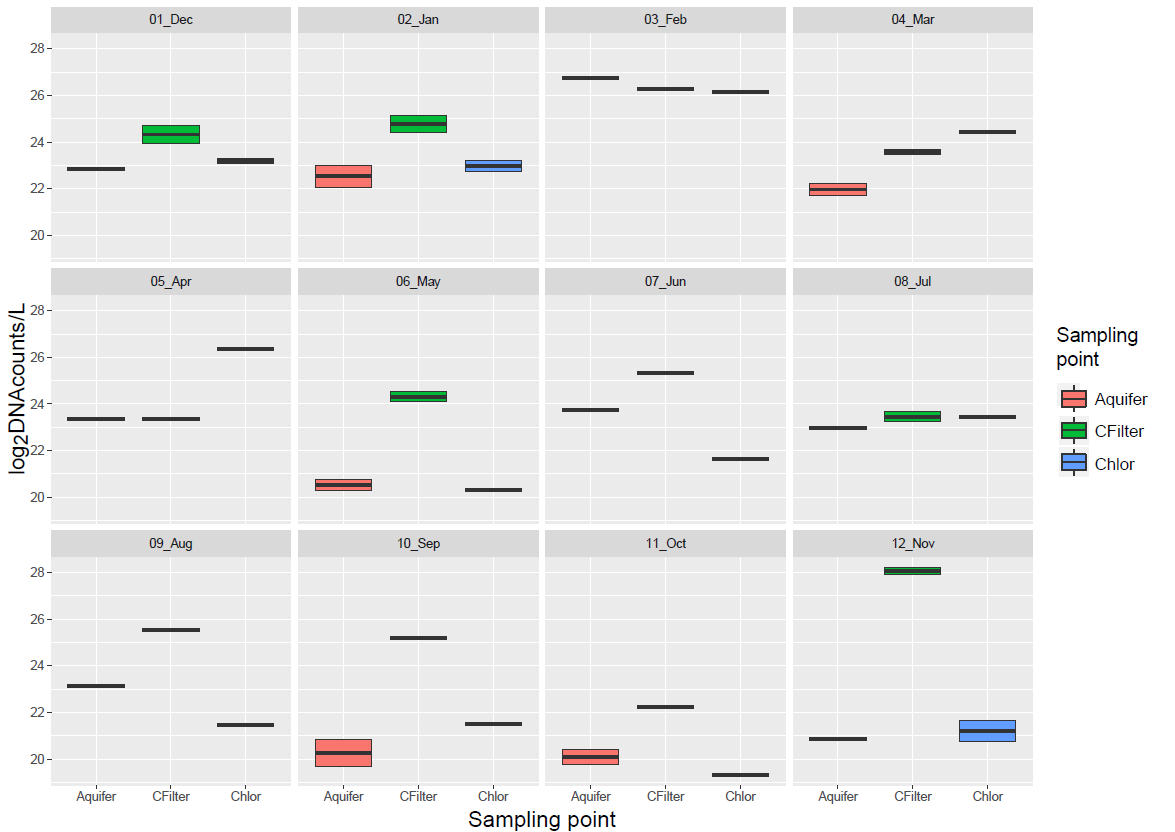 01_Dec 02_Jan 03_Feb 04_Mar
28
26
24
22
20
05_Apr 06_May 07_Jun 08_Jul
28
26
24
22
20
09_Aug 10_Sep 11_Oct 12_Nov
28
26
24
22
20
Aquifer CFilter Chlor Aquifer CFilter Chlor Aquifer CFilter Chlor Aquifer CFilter Chlor
Sampling point
log₂DNAcounts/L
Sampling
point
Aquifer
CFilter
Chlor